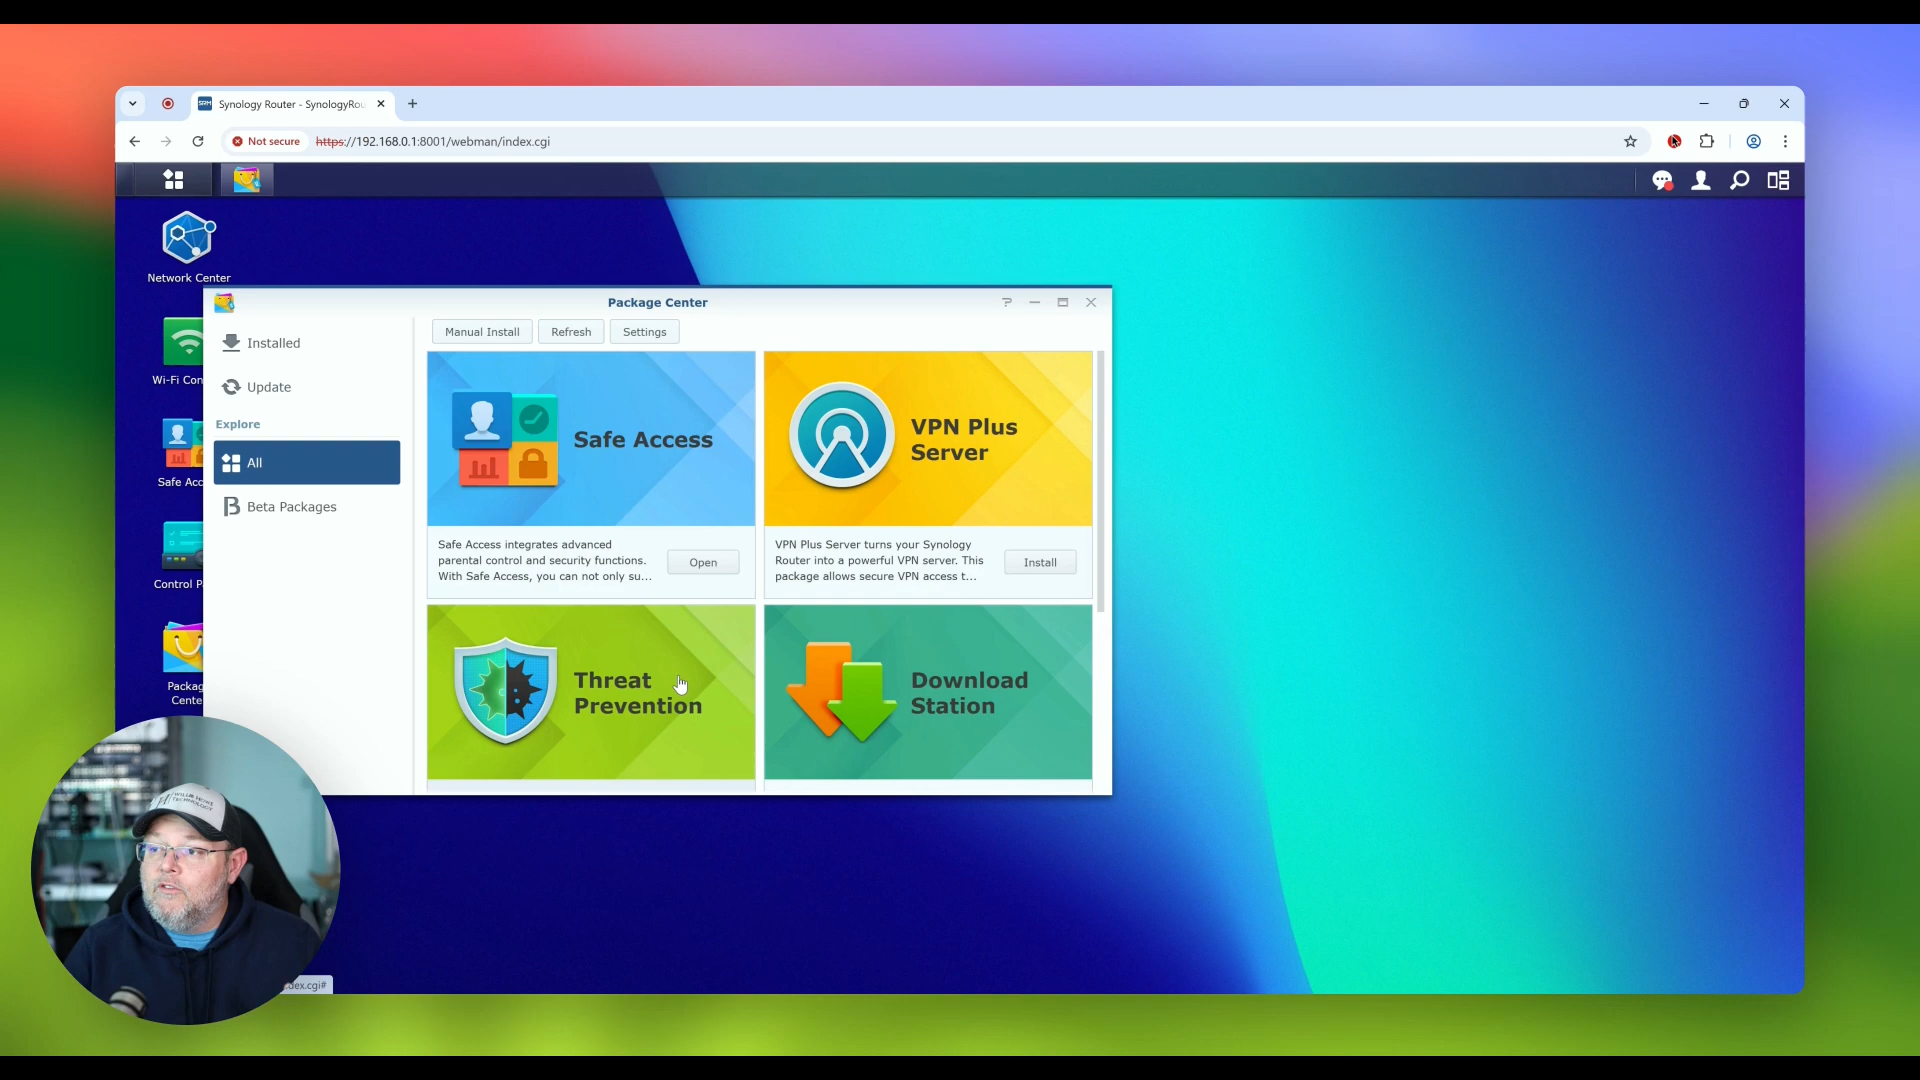 Synology Router - SynologyRou
Not secure
https://192.168.0.1:8001/webman/index.cgi
Network Center
Wi-Fi Con
Safe Acc
Control P
Packag
Cente
Package Center
Installed
Update
Explore
All
Beta Packages
Manual Install
Refresh
Settings
Safe Access
Safe Access integrates advanced
parental control and security functions.
With Safe Access, you can not only su...
Open
VPN Plus
Server
VPN Plus Server turns your Synology
Router into a powerful VPN server. This
package allows secure VPN access t...
Install
Threat
Prevention
Download
Station
dex.cgi#